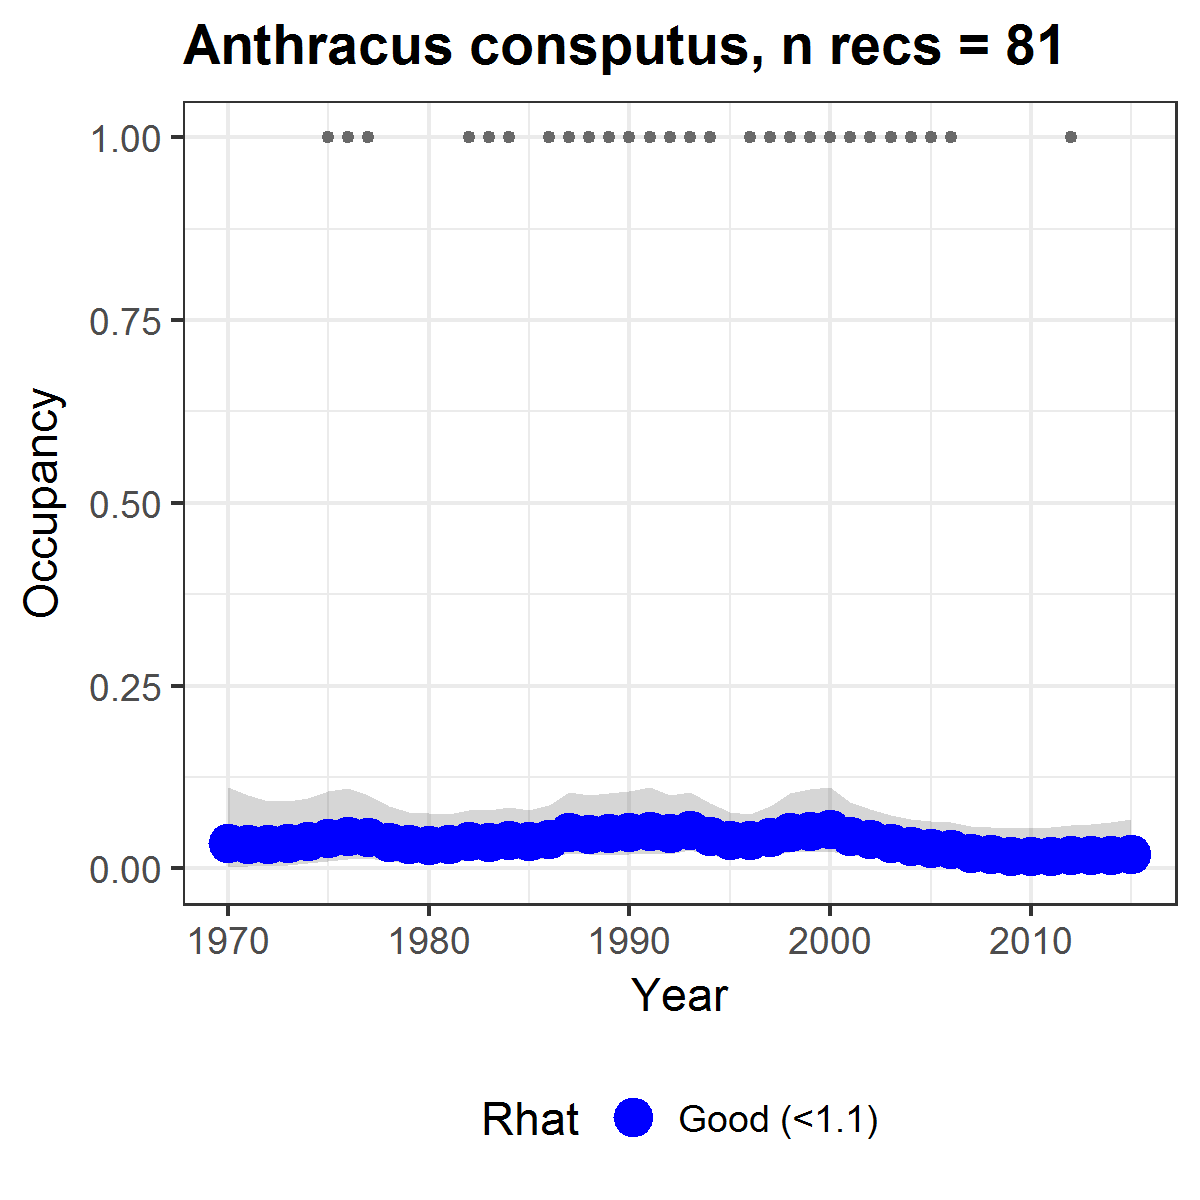 Anthracus consputus, n recs = 81
1.00
0.75
0.50
0.25
0.00
Occupancy
1970 1980 1990 2000 2010
Year
Rhat Good (<1.1)